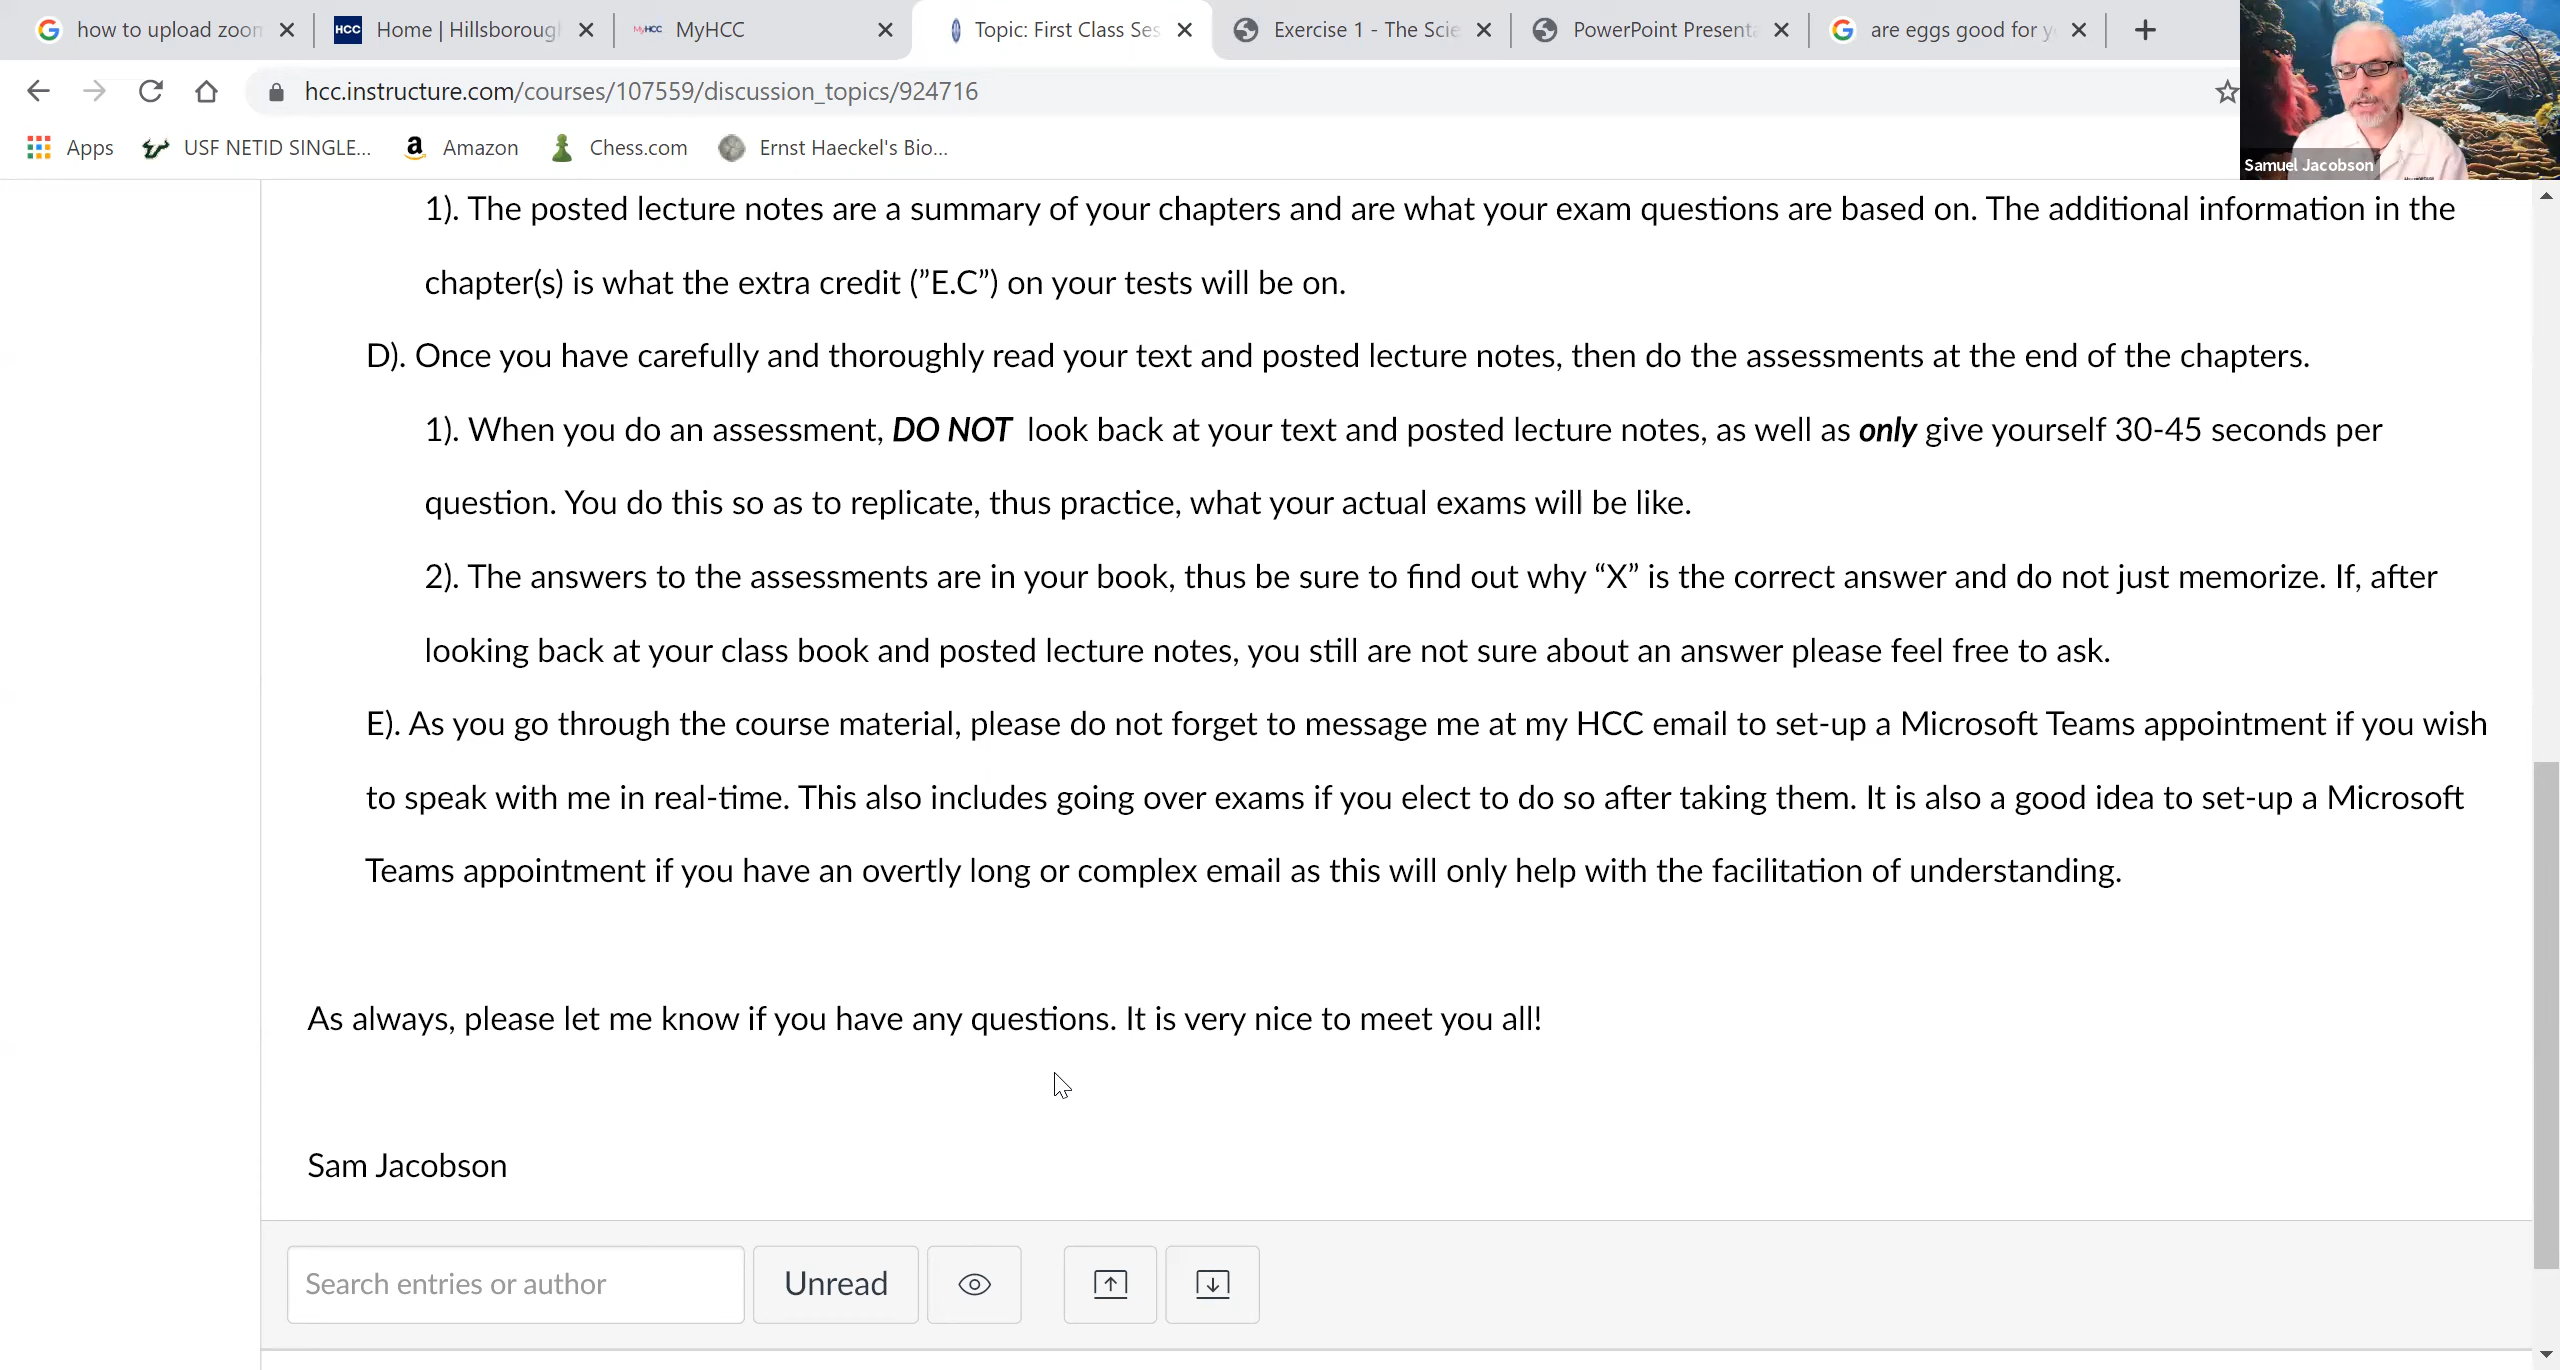 how to upload zoon
Home | Hillsboroug
MyHCC
MyHCC
Topic: First Class Ses
Exercise 1 - The Scie
PowerPoint Presenta
are eggs good for y
hcc.instructure.com/courses/107559/discussion_topics/924716
Apps
USF NETID SINGLE...
Amazon
Chess.com
Ernst Haeckel's Bio...
Samuel Jacobson
1). The posted lecture notes are a summary of your chapters and are what your exam questions are based on. The additional information in the
chapter(s) is what the extra credit (”E.C”) on your tests will be on.
D). Once you have carefully and thoroughly read your text and posted lecture notes, then do the assessments at the end of the chapters.
1). When you do an assessment, DO NOT look back at your text and posted lecture notes, as well as only give yourself 30-45 seconds per
question. You do this so as to replicate, thus practice, what your actual exams will be like.
2). The answers to the assessments are in your book, thus be sure to find out why “X” is the correct answer and do not just memorize. If, after
looking back at your class book and posted lecture notes, you still are not sure about an answer please feel free to ask.
E). As you go through the course material, please do not forget to message me at my HCC email to set-up a Microsoft Teams appointment if you wish
to speak with me in real-time. This also includes going over exams if you elect to do so after taking them. It is also a good idea to set-up a Microsoft
Teams appointment if you have an overtly long or complex email as this will only help with the facilitation of understanding.
As always, please let me know if you have any questions. It is very nice to meet you all!
Sam Jacobson
Search entries or author
Unread